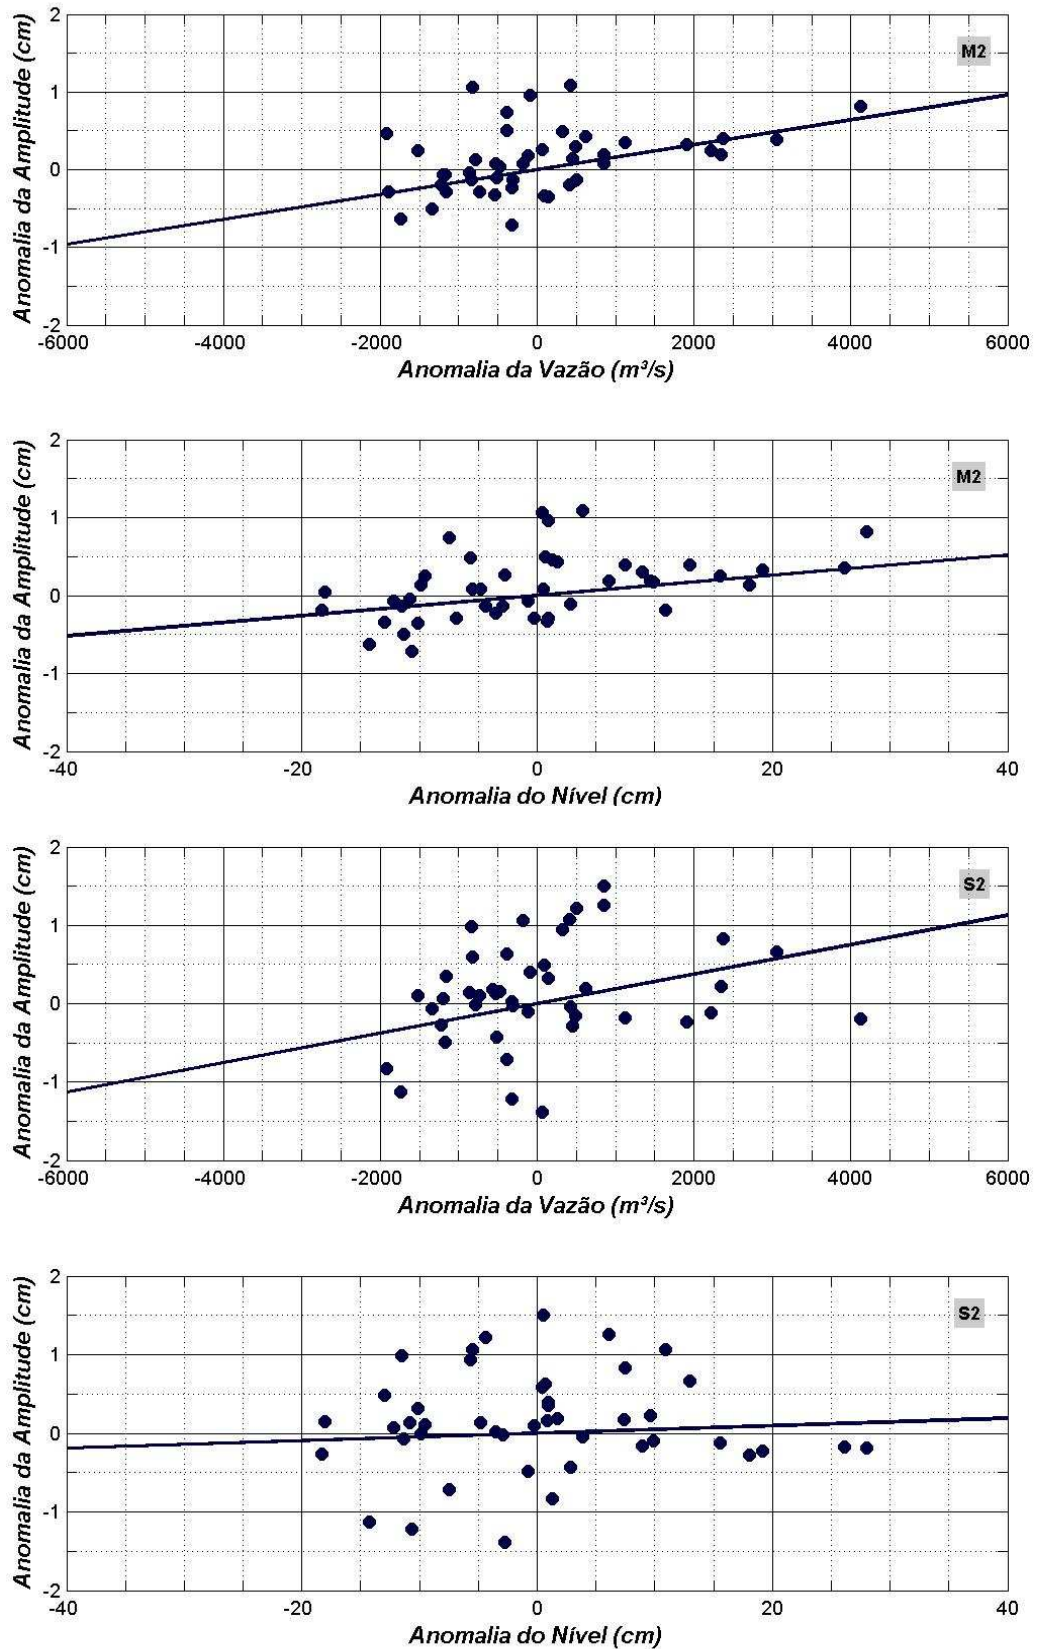 Anomalia da Amplitude (cm)
2
1
0
-1
-2
M2
-6000 -4000 -2000 0 2000 4000 6000
Anomalia da Vazão (m³/s)
Anomalia da Amplitude (cm)
2
1
0
-1
-2
M2
-40 -20 0 20 40
Anomalia do Nível (cm)
Anomalia da Amplitude (cm)
2
1
0
-1
-2
S2
-6000 -4000 -2000 0 2000 4000 6000
Anomalia da Vazão (m³/s)
Anomalia da Amplitude (cm)
2
1
0
-1
-2
S2
-40 -20 0 20 40
Anomalia do Nível (cm)